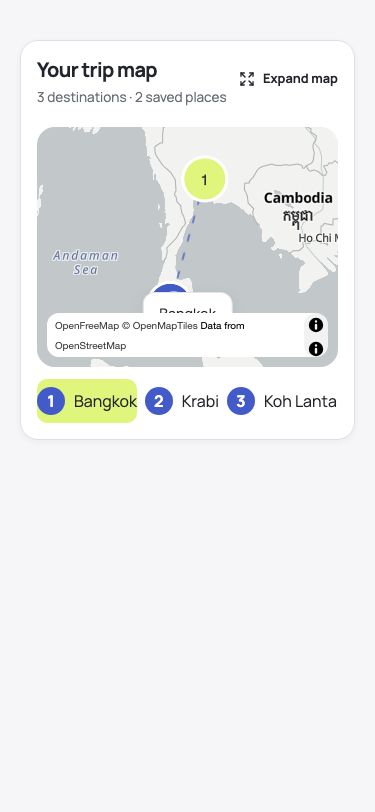 Your trip map
3 destinations · 2 saved places
Expand map
1
Cambodia
កម្ពុជា
Ho Chi
Andaman
Sea
Bangkok
OpenFreeMap © OpenMapTiles Data from
OpenStreetMap
1 Bangkok 2 Krabi 3 Koh Lanta